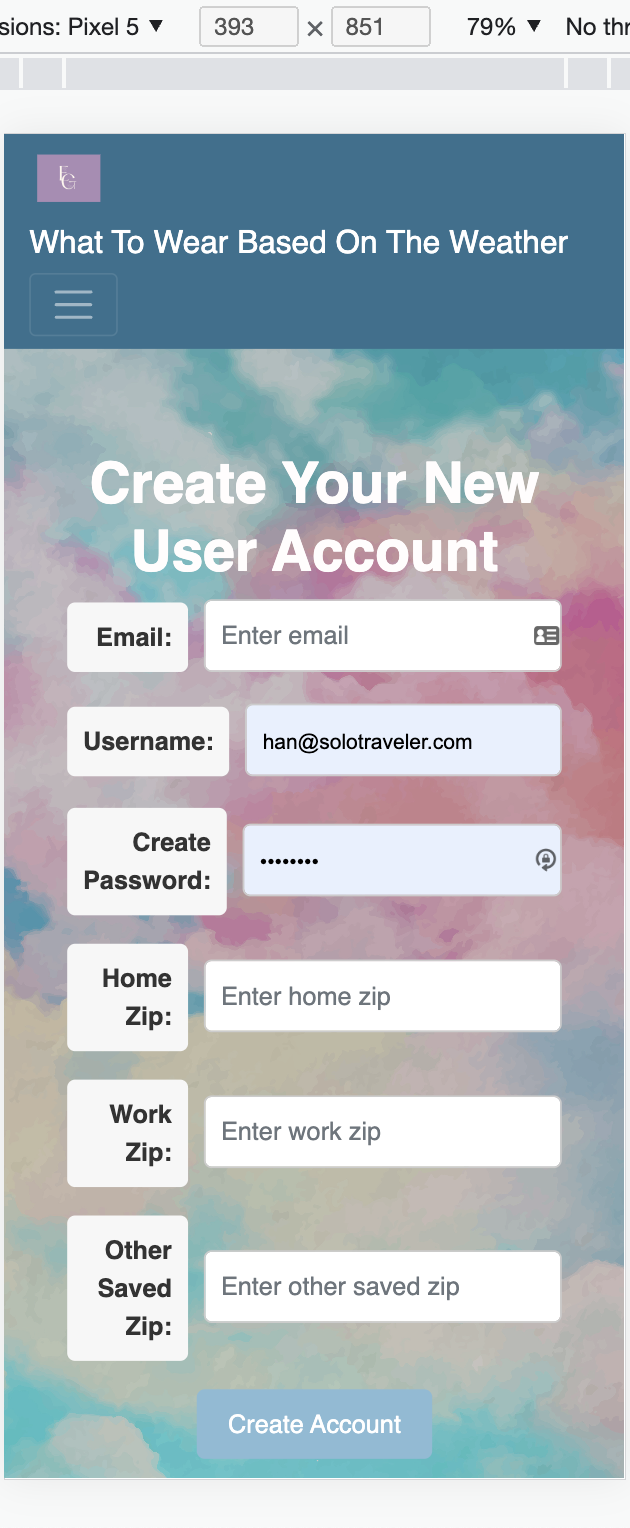 sions: Pixel 5 ▼ 393 × 851 79% ▼ No thr
FG
What To Wear Based On The Weather
Create Your New
User Account
Email: Enter email
Username: han@solotraveler.com
Create
Password: ••••••••
Home
Zip: Enter home zip
Work
Zip: Enter work zip
Other
Saved
Zip: Enter other saved zip
Create Account